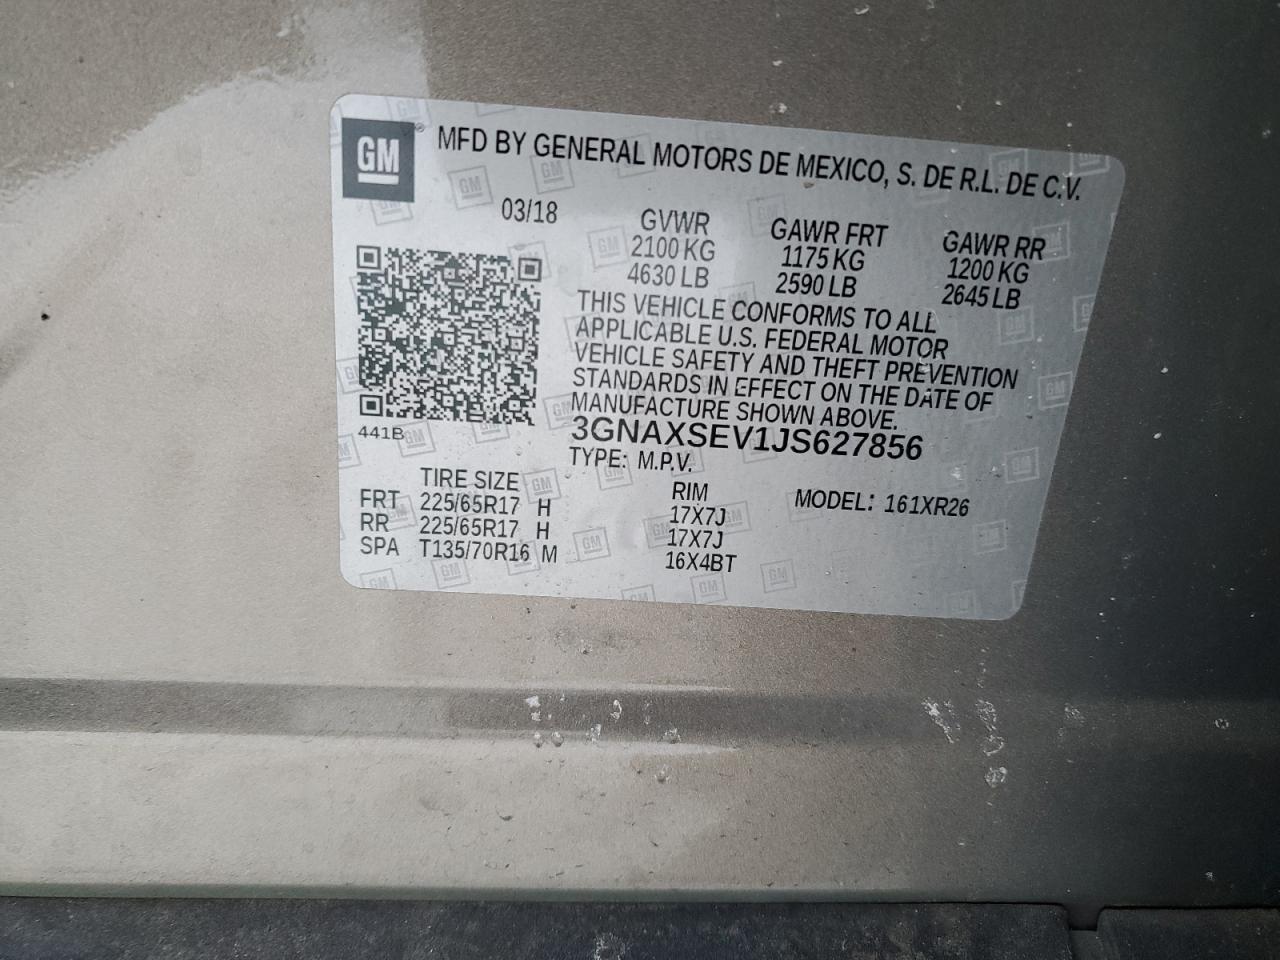 GM ® MFD BY GENERAL MOTORS DE MEXICO, S. DE R.L. DE C.V.
03/18 GVWR GAWR FRT GAWR RR
2100 KG 1175 KG 1200 KG
4630 LB 2590 LB 2645 LB
THIS VEHICLE CONFORMS TO ALL
APPLICABLE U.S. FEDERAL MOTOR
VEHICLE SAFETY AND THEFT PREVENTION
STANDARDS IN EFFECT ON THE DATE OF
MANUFACTURE SHOWN ABOVE.
441B 3GNAXSEV1JS627856
TYPE: M.P.V.
TIRE SIZE RIM MODEL: 161XR26
FRT 225/65R17 H 17X7J
RR 225/65R17 H 17X7J
SPA T135/70R16 M 16X4BT